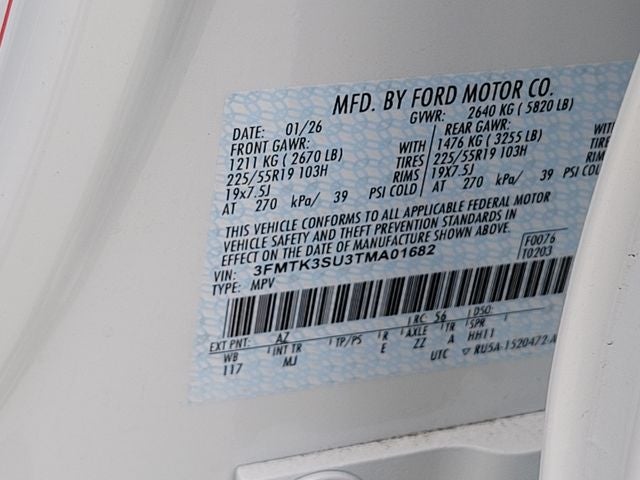 MFD. BY FORD MOTOR CO.
DATE: 01/26 GVWR: 2640 KG ( 5820 LB)
FRONT GAWR: REAR GAWR:
1211 KG ( 2670 LB) WITH 1476 KG ( 3255 LB) WITH
225/55R19 103H TIRES 225/55R19 103H TIRES
19x7.5J RIMS 19X7.5J RIMS
AT 270 kPa/ 39 PSI COLD AT 270 kPa/ 39 PSI COL
THIS VEHICLE CONFORMS TO ALL APPLICABLE FEDERAL MOTOR
VEHICLE SAFETY AND THEFT PREVENTION STANDARDS IN
EFFECT ON THE DATE OF MANUFACTURE SHOWN ABOVE.
VIN: 3FMTK3SU3TMA01682 F0076
TYPE: MPV T0203
EXT PNT: AZ RC: 56 DSO:
WB INT TR TP/PS R AXLE TR SPR
117 MJ E ZZ A HH11
UTC ▽ RU5A-1520472-A